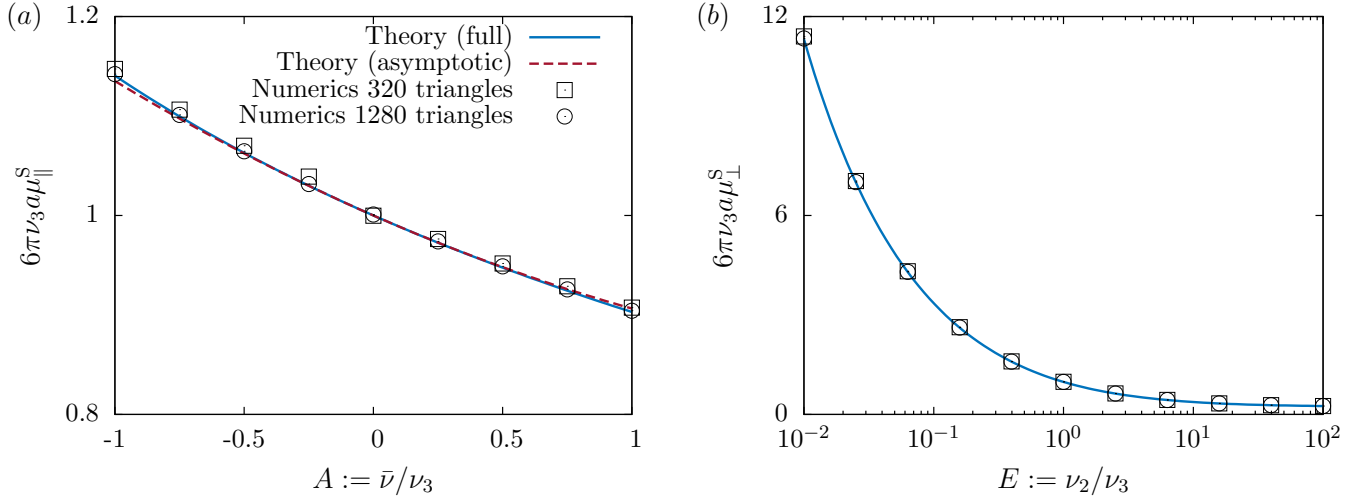 (a)
1.2
1
0.8
6πν₃aμ∥ˢ
Theory (full)
Theory (asymptotic)
Numerics 320 triangles
Numerics 1280 triangles
-1
-0.5
0
0.5
1
A := ν̄/ν₃
(b)
12
6
0
6πν₃aμ⊥ˢ
10⁻²
10⁻¹
10⁰
10¹
10²
E := ν₂/ν₃